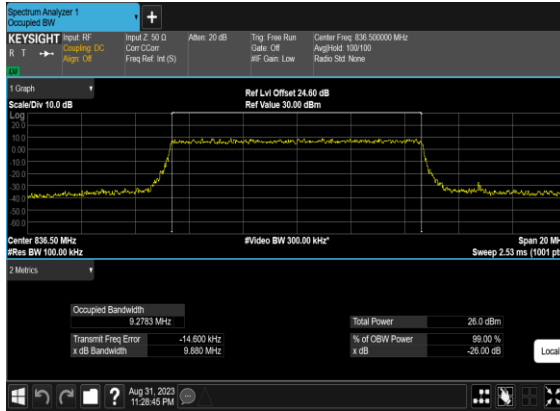 Spectrum Analyzer 1
Occupied BW
+
KEYSIGHT
R T
LU
Input: RF
Coupling: DC
Align: Off
Input Z: 50 Ω
Corr CCorr
Freq Ref: Int (S)
Atten: 20 dB
Trig: Free Run
Gate: Off
#IF Gain: Low
Center Freq: 836.500000 MHz
Avg|Hold: 100/100
Radio Std: None
1 Graph
Scale/Div 10.0 dB
Ref Lvl Offset 24.60 dB
Ref Value 30.00 dBm
Log
20.0
10.0
0.00
-10.0
-20.0
-30.0
-40.0
-50.0
-60.0
Center 836.50 MHz
#Res BW 100.00 kHz
#Video BW 300.00 kHz*
Span 20 MH
Sweep 2.53 ms (1001 pt
2 Metrics
Occupied Bandwidth
9.2783 MHz
Transmit Freq Error -14.600 kHz
x dB Bandwidth 9.880 MHz
Total Power 26.0 dBm
% of OBW Power 99.00 %
x dB -26.00 dB
Local
?
Aug 31, 2023
11:28:45 PM